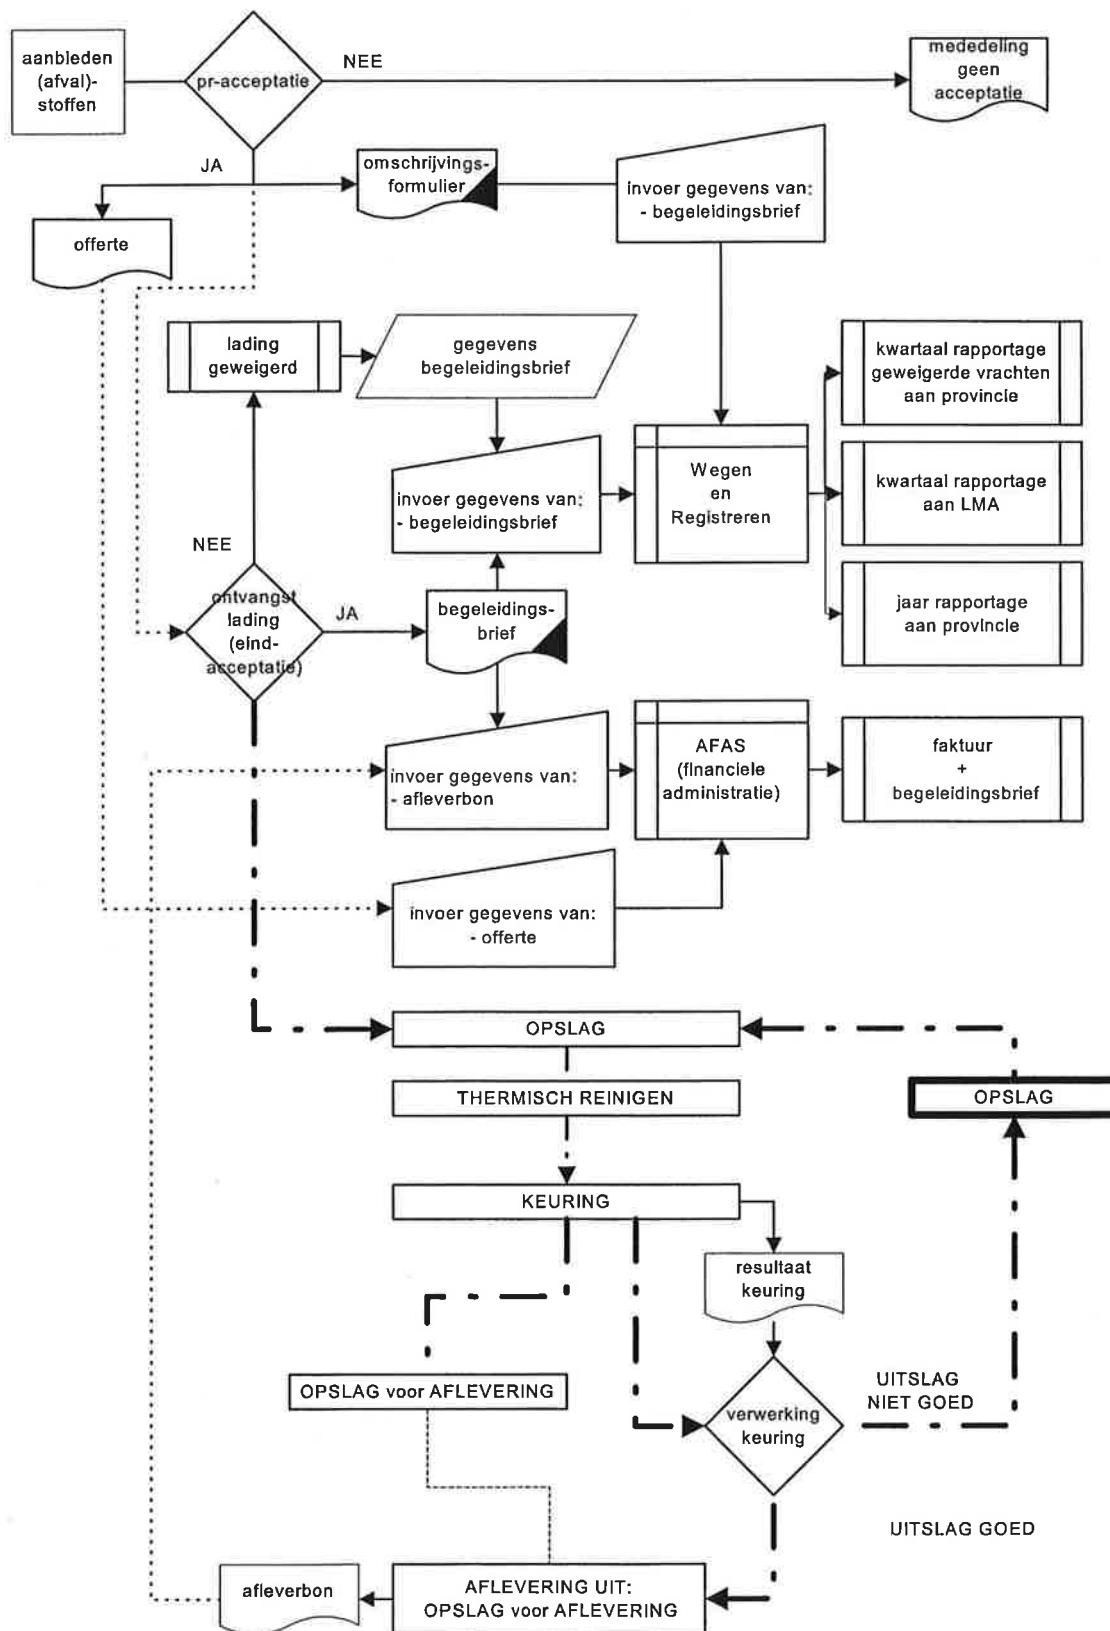 aanbieden
(afval)-
stoffen
pr-acceptatie
NEE
mededeling
geen
acceptatie
JA
omschrijvings-
formulier
invoer gegevens van:
- begeleidingsbrief
offerte
lading
geweigerd
gegevens
begeleidingsbrief
kwartaal rapportage
geweigerde vrachten
aan provincie
invoer gegevens van:
- begeleidingsbrief
Wegen
en
Registreren
kwartaal rapportage
aan LMA
NEE
ontvangst
lading
(eind-
acceptatie)
JA
begeleidings-
brief
jaar rapportage
aan provincie
invoer gegevens van:
- afleverbon
AFAS
(financiele
administratie)
faktuur
+
begeleidingsbrief
invoer gegevens van:
- offerte
OPSLAG
THERMISCH REINIGEN
OPSLAG
KEURING
resultaat
keuring
OPSLAG voor AFLEVERING
verwerking
keuring
UITSLAG
NIET GOED
UITSLAG GOED
afleverbon
AFLEVERING UIT:
OPSLAG voor AFLEVERING